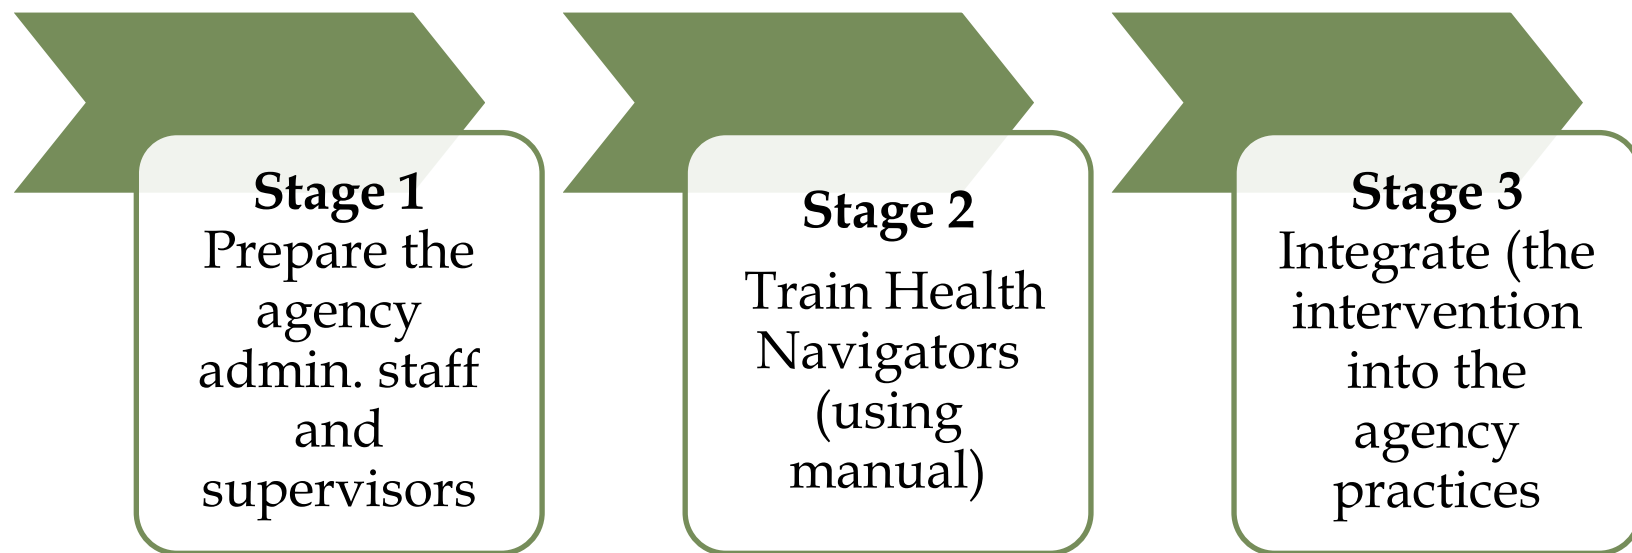 Stage 1
Prepare the
agency
admin. staff
and
supervisors
Stage 2
Train Health
Navigators
(using
manual)
Stage 3
Integrate (the
intervention
into the
agency
practices